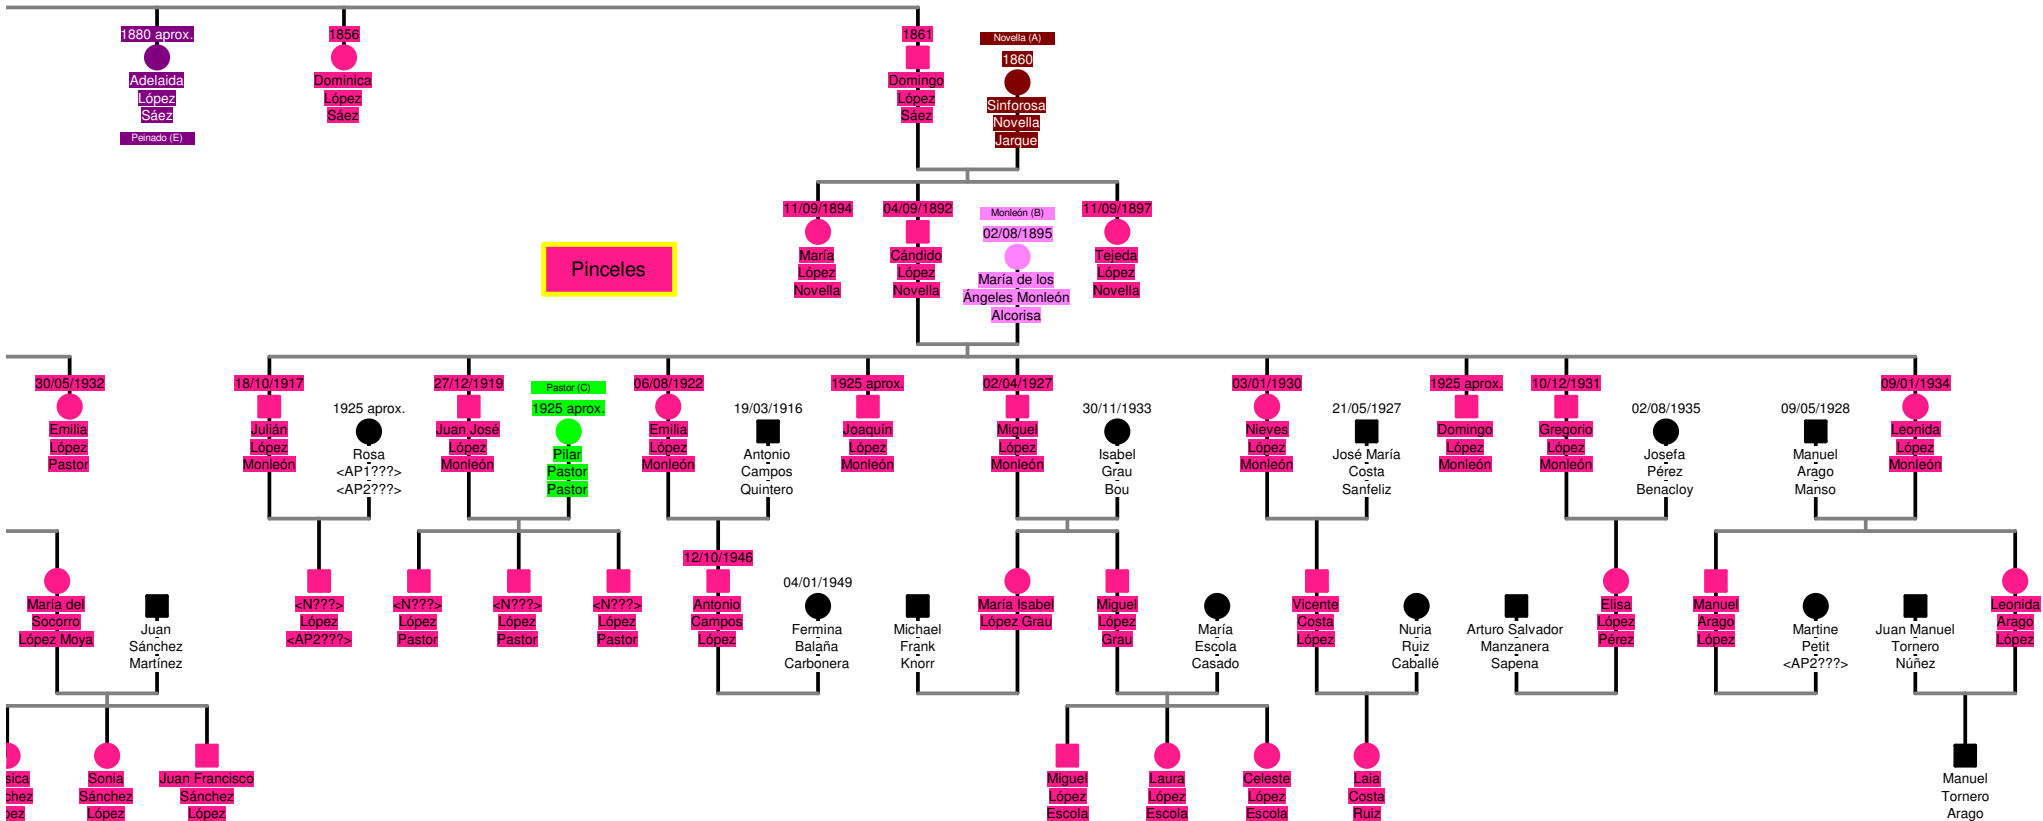 1880 aprox.
Adelaida
López
Sáez
Peinado (E)
1856
Dominica
López
Sáez
1861
Domingo
López
Sáez
Novella (A)
1860
Sinforosa
Novella
Jarque
11/09/1894
María
López
Novella
04/09/1892
Cándido
López
Novella
Monleón (B)
02/08/1895
María de los
Ángeles Monleón
Alcorisa
11/09/1897
Tejeda
López
Novella
Pinceles
30/05/1932
Emilia
López
Pastor
18/10/1917
Julián
López
Monleón
1925 aprox.
Rosa
<AP1???>
<AP2???>
27/12/1919
Juan José
López
Monleón
Pastor (C)
1925 aprox.
Pilar
Pastor
Pastor
06/08/1922
Emilia
López
Monleón
19/03/1916
Antonio
Campos
Quintero
1925 aprox.
Joaquín
López
Monleón
02/04/1927
Miguel
López
Monleón
30/11/1933
Isabel
Grau
Bou
03/01/1930
Nieves
López
Monleón
21/05/1927
José María
Costa
Sanfeliz
1925 aprox.
Domingo
López
Monleón
10/12/1931
Gregorio
López
Monleón
02/08/1935
Josefa
Pérez
Benacloy
09/05/1928
Manuel
Arago
Manso
09/01/1934
Leonida
López
Monleón
María del
Socorro
López Moya
Juan
Sánchez
Martínez
<N???>
López
<AP2???>
<N???>
López
Pastor
<N???>
López
Pastor
<N???>
López
Pastor
12/10/1946
Antonio
Campos
López
04/01/1949
Fermina
Balaña
Carbonera
Michael
Frank
Knorr
María Isabel
López Grau
Miguel
López
Grau
María
Escola
Casado
Vicente
Costa
López
Nuria
Ruiz
Caballé
Arturo Salvador
Manzanera
Sapena
Elisa
López
Pérez
Manuel
Arago
López
Martine
Petit
<AP2???>
Juan Manuel
Tornero
Núñez
Leonida
Arago
López
sica
chez
pez
Sonia
Sánchez
López
Juan Francisco
Sánchez
López
Miguel
López
Escola
Laura
López
Escola
Celeste
López
Escola
Laia
Costa
Ruiz
Manuel
Tornero
Arago